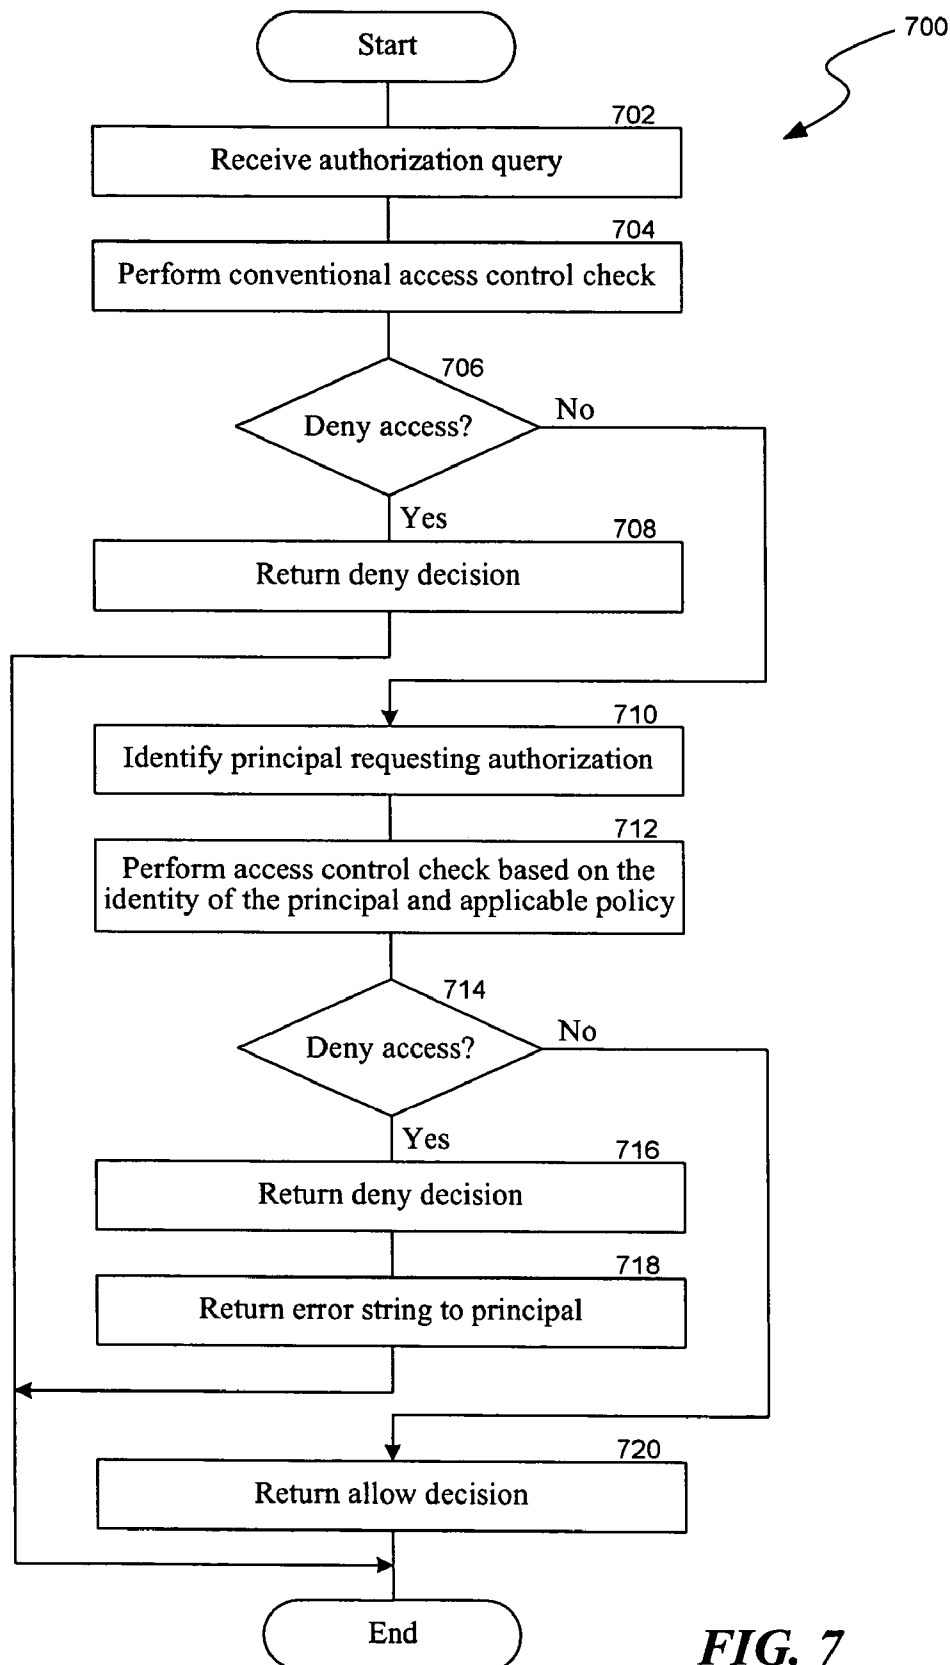 Start
700
702
Receive authorization query
704
Perform conventional access control check
706
Deny access?
No
Yes
708
Return deny decision
710
Identify principal requesting authorization
712
Perform access control check based on the
identity of the principal and applicable policy
714
Deny access?
No
Yes
716
Return deny decision
718
Return error string to principal
720
Return allow decision
End
FIG. 7